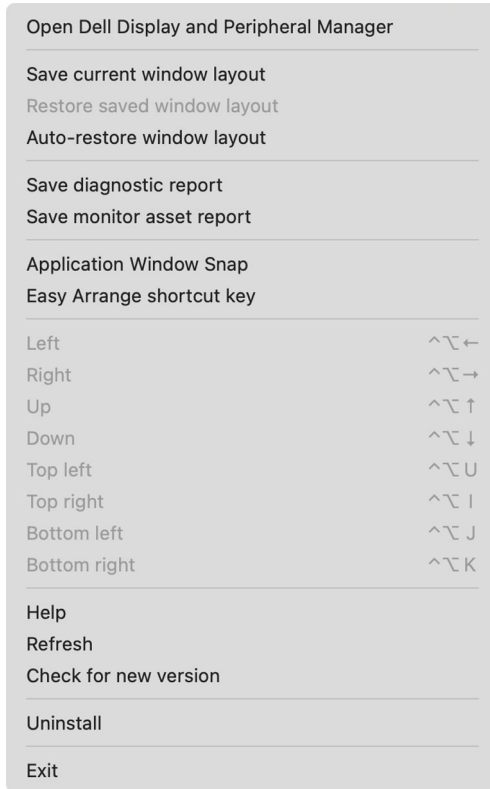 Open Dell Display and Peripheral Manager
Save current window layout
Restore saved window layout
Auto-restore window layout
Save diagnostic report
Save monitor asset report
Application Window Snap
Easy Arrange shortcut key
Left ^⌥←
Right ^⌥→
Up ^⌥↑
Down ^⌥↓
Top left ^⌥U
Top right ^⌥I
Bottom left ^⌥J
Bottom right ^⌥K
Help
Refresh
Check for new version
Uninstall
Exit